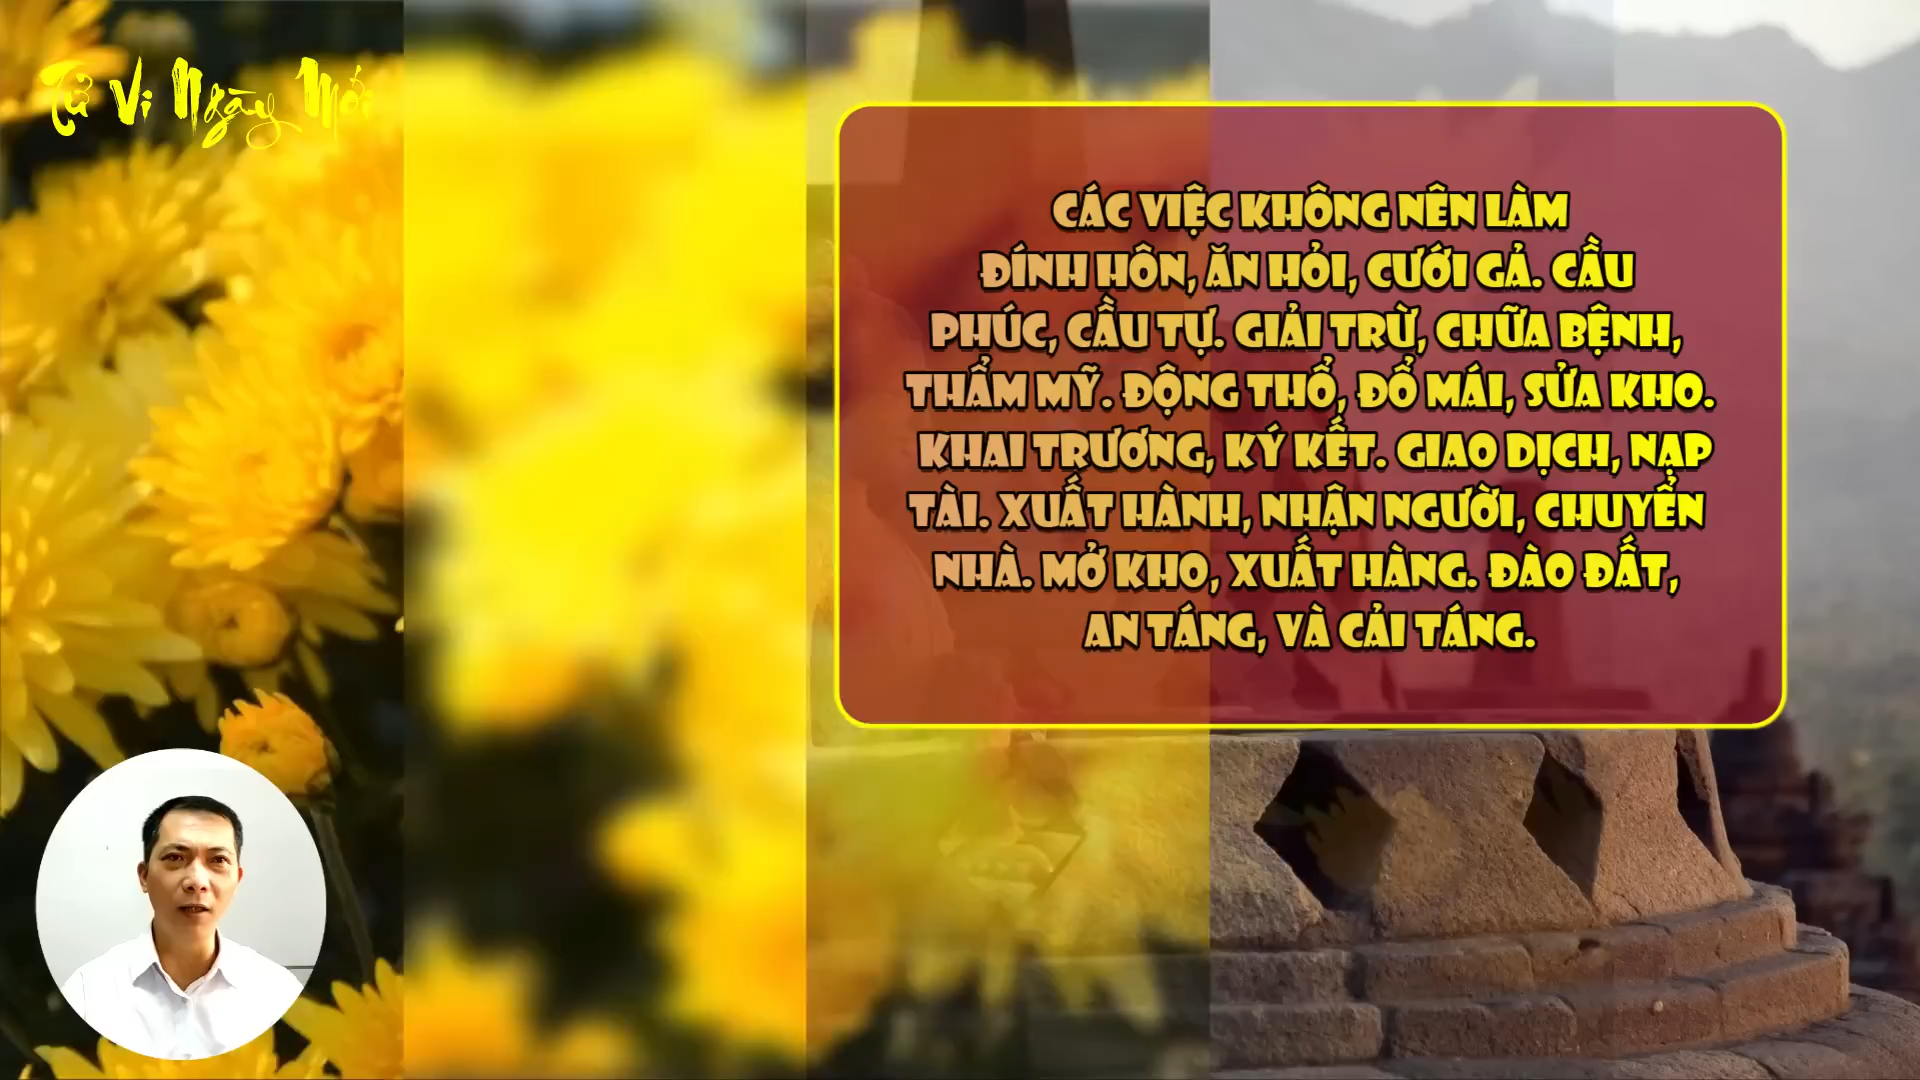 Tử Vi Ngày Mới
CÁC VIỆC KHÔNG NÊN LÀM
ĐÍNH HÔN, ĂN HỎI, CƯỚI GẢ. CẦU
PHÚC, CẦU TỰ. GIẢI TRỪ, CHỮA BỆNH,
THẨM MỸ. ĐỘNG THỔ, ĐỔ MÁI, SỬA KHO.
KHAI TRƯƠNG, KÝ KẾT. GIAO DỊCH, NẠP
TÀI. XUẤT HÀNH, NHẬN NGƯỜI, CHUYỂN
NHÀ. MỞ KHO, XUẤT HÀNG. ĐÀO ĐẤT,
AN TÁNG, VÀ CẢI TÁNG.